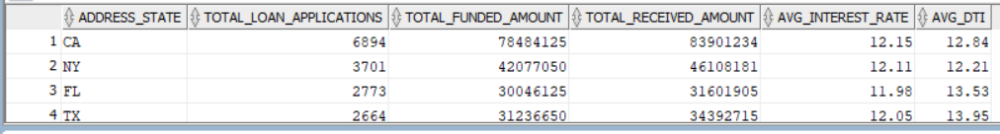 ADDRESS_STATE TOTAL_LOAN_APPLICATIONS TOTAL_FUNDED_AMOUNT TOTAL_RECEIVED_AMOUNT AVG_INTEREST_RATE AVG_DTI
1 CA 6894 78484125 83901234 12.15 12.84
2 NY 3701 42077050 46108181 12.11 12.21
3 FL 2773 30046125 31601905 11.98 13.53
4 TX 2664 31236650 34392715 12.05 13.95